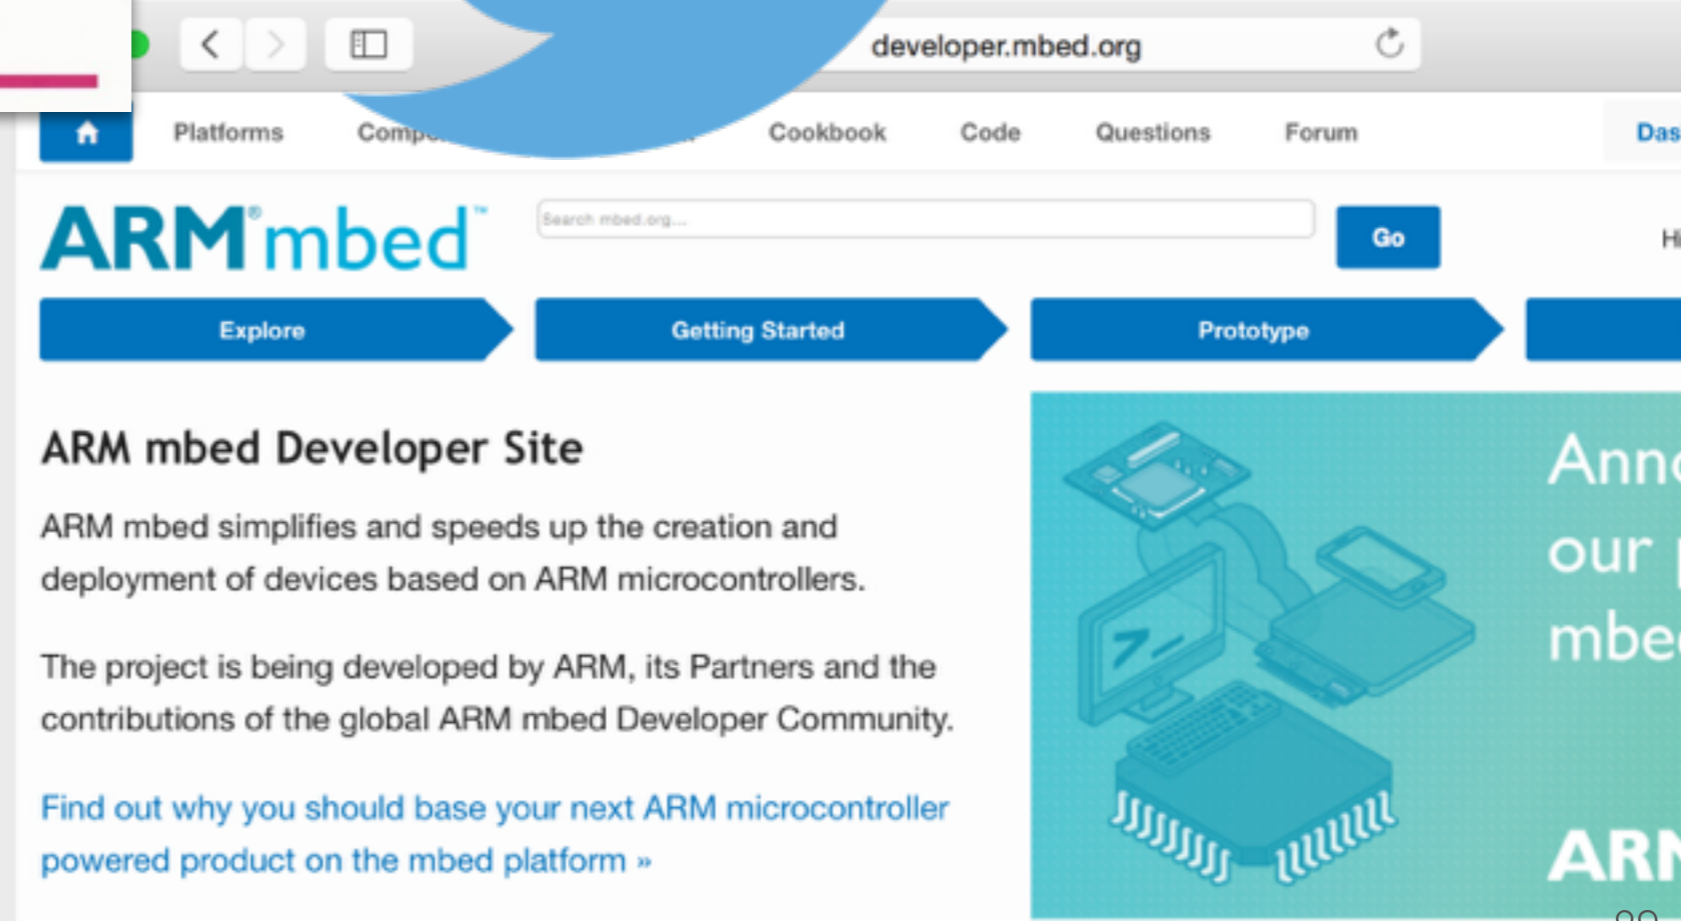 developer.mbed.org
Platforms Cookbook Code Questions Forum
ARM® mbed™
Search mbed.org...
Go
Explore Getting Started Prototype
ARM mbed Developer Site
ARM mbed simplifies and speeds up the creation and
deployment of devices based on ARM microcontrollers.
The project is being developed by ARM, its Partners and the
contributions of the global ARM mbed Developer Community.
Find out why you should base your next ARM microcontroller
powered product on the mbed platform »
our